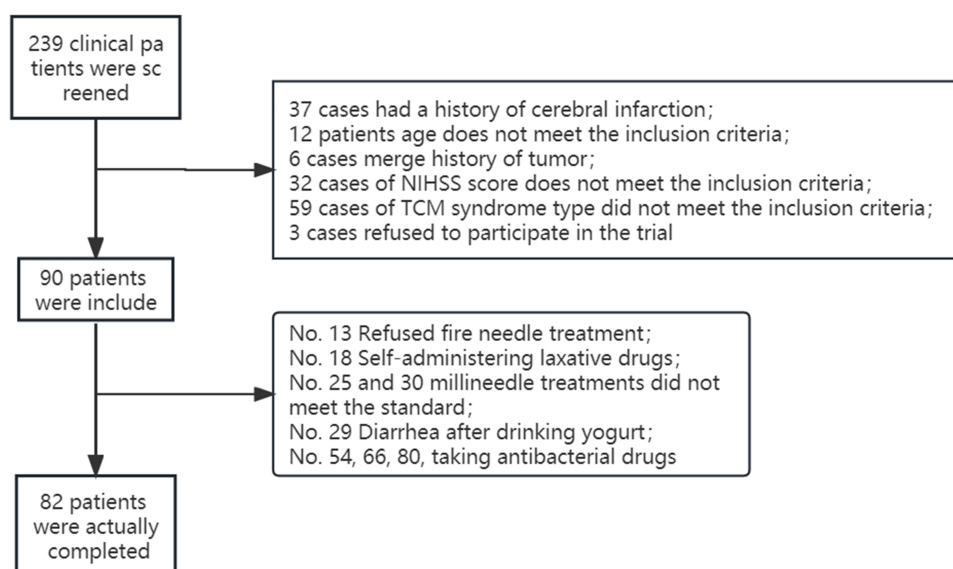 239 clinical pa
tients were sc
reened
37 cases had a history of cerebral infarction;
12 patients age does not meet the inclusion criteria;
6 cases merge history of tumor;
32 cases of NIHSS score does not meet the inclusion criteria;
59 cases of TCM syndrome type did not meet the inclusion criteria;
3 cases refused to participate in the trial
90 patients
were include
No. 13 Refused fire needle treatment;
No. 18 Self-administering laxative drugs;
No. 25 and 30 millineedle treatments did not
meet the standard;
No. 29 Diarrhea after drinking yogurt;
No. 54, 66, 80, taking antibacterial drugs
82 patients
were actually
completed